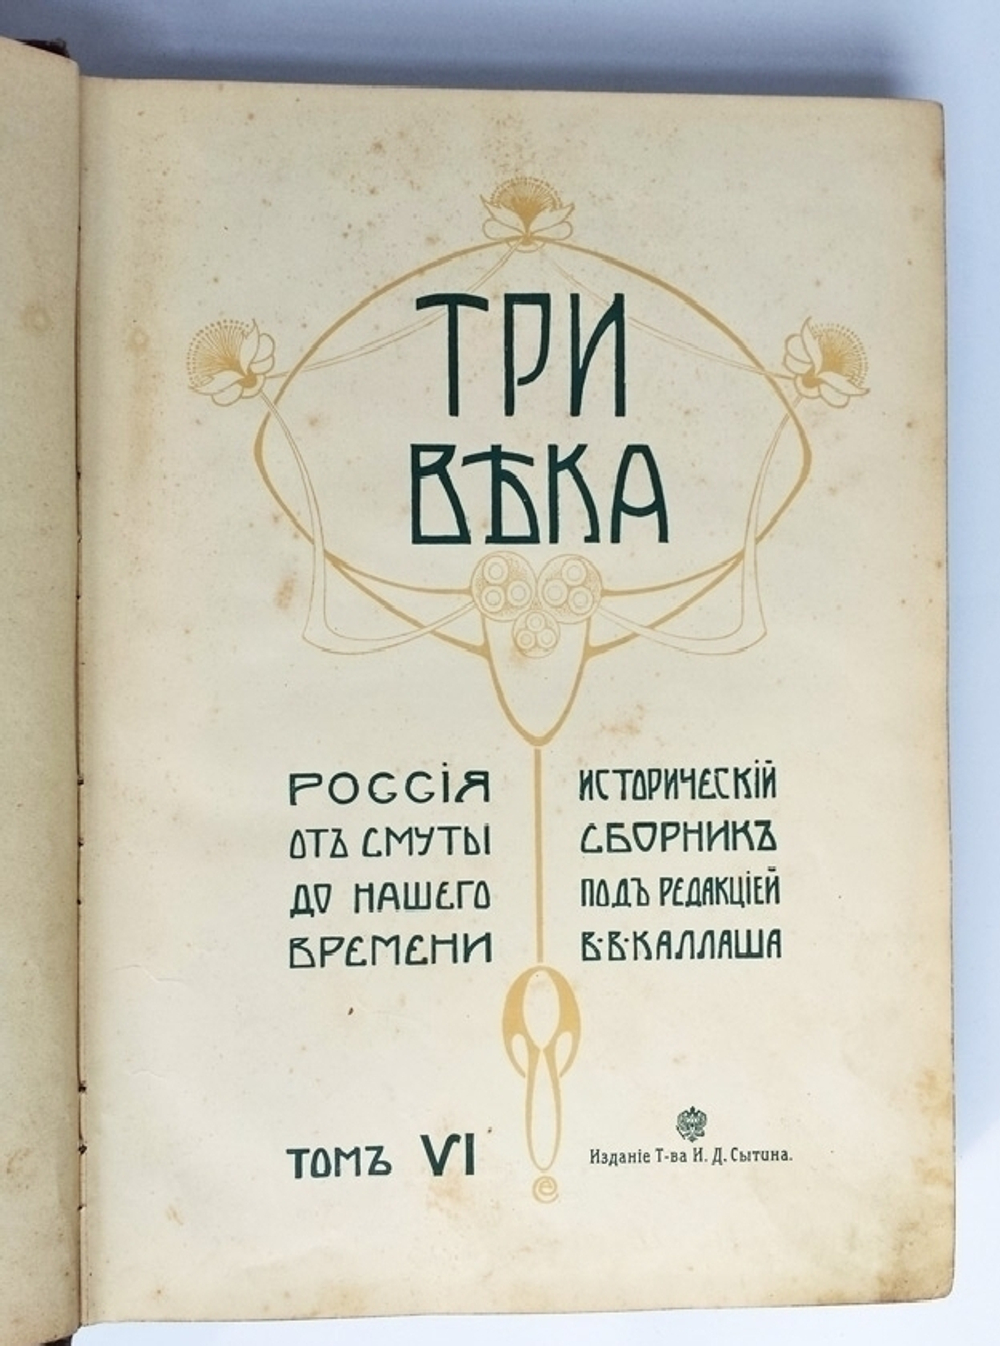 ТРИ
ВѢКА
РОССІЯ
ОТЪ СМУТЫ
ДО НАШЕГО
ВРЕМЕНИ
ИСТОРИЧЕСКІЙ
СБОРНИКЪ
ПОДЪ РЕДАКЦІЕЙ
В·В·КАЛЛАША
ТОМЪ VI
Изданіе Т-ва И. Д. Сытина.